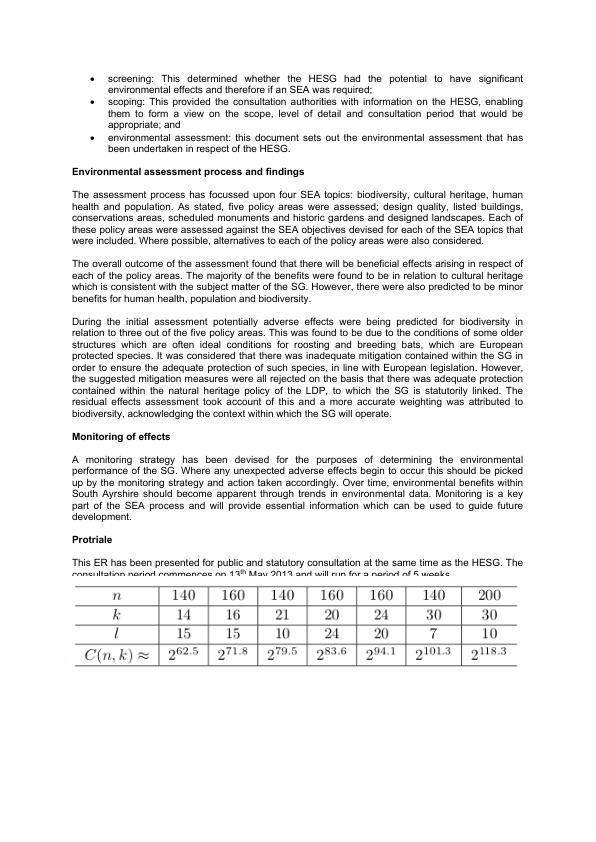 • screening: This determined whether the HESG had the potential to have significant
environmental effects and therefore if an SEA was required;
• scoping: This provided the consultation authorities with information on the HESG, enabling
them to form a view on the scope, level of detail and consultation period that would be
appropriate; and
• environmental assessment: this document sets out the environmental assessment that has
been undertaken in respect of the HESG.
Environmental assessment process and findings
The assessment process has focussed upon four SEA topics: biodiversity, cultural heritage, human
health and population. As stated, five policy areas were assessed; design quality, listed buildings,
conservations areas, scheduled monuments and historic gardens and designed landscapes. Each of
these policy areas were assessed against the SEA objectives devised for each of the SEA topics that
were included. Where possible, alternatives to each of the policy areas were also considered.
The overall outcome of the assessment found that there will be beneficial effects arising in respect of
each of the policy areas. The majority of the benefits were found to be in relation to cultural heritage
which is consistent with the subject matter of the SG. However, there were also predicted to be minor
benefits for human health, population and biodiversity.
During the initial assessment potentially adverse effects were being predicted for biodiversity in
relation to three out of the five policy areas. This was found to be due to the conditions of some older
structures which are often ideal conditions for roosting and breeding bats, which are European
protected species. It was considered that there was inadequate mitigation contained within the SG in
order to ensure the adequate protection of such species, in line with European legislation. However,
the suggested mitigation measures were all rejected on the basis that there was adequate protection
contained within the natural heritage policy of the LDP, to which the SG is statutorily linked. The
residual effects assessment took account of this and a more accurate weighting was attributed to
biodiversity, acknowledging the context within which the SG will operate.
Monitoring of effects
A monitoring strategy has been devised for the purposes of determining the environmental
performance of the SG. Where any unexpected adverse effects begin to occur this should be picked
up by the monitoring strategy and action taken accordingly. Over time, environmental benefits within
South Ayrshire should become apparent through trends in environmental data. Monitoring is a key
part of the SEA process and will provide essential information which can be used to guide future
development.
Protriale
This ER has been presented for public and statutory consultation at the same time as the HESG. The
consultation period commences on 13th May 2013 and will run for a period of 5 weeks
n 140 160 140 160 160 140 200
k 14 16 21 20 24 30 30
l 15 15 10 24 20 7 10
C(n, k) ≈ 2^62.5 2^71.8 2^79.5 2^83.6 2^94.1 2^101.3 2^118.3